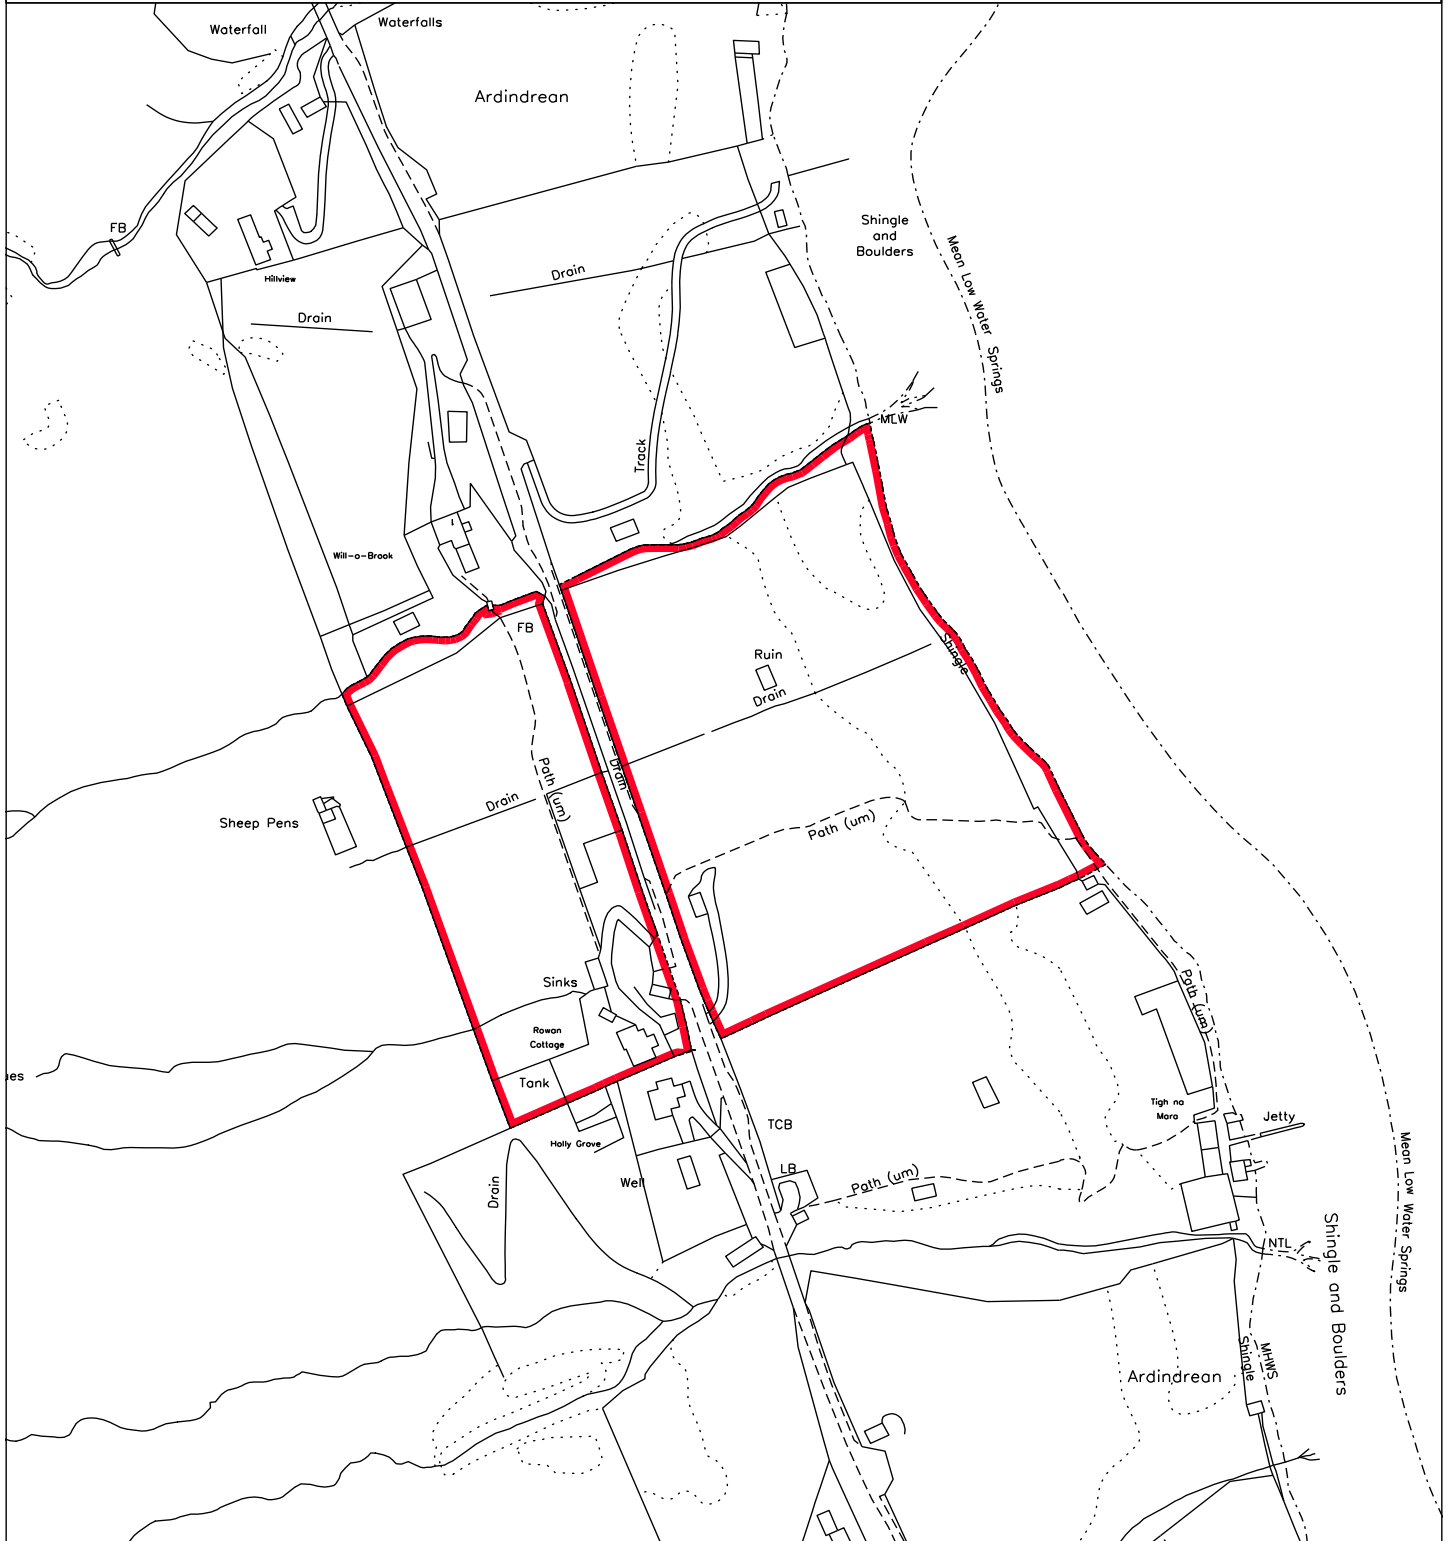 Waterfall
Waterfalls
Ardindrean
FB
Shingle
and
Boulders
Mean Low Water Springs
Hillview
Drain
Drain
MLW
Track
Will-o-Brook
FB
Shingle
Ruin
Drain
Path (um)
Drain
Drain
Sheep Pens
Path (um)
Sinks
Rowan
Cottage
Tank
Path (um)
Tigh na
Mara
Jetty
TCB
Holly Grove
LB
Well
Path (um)
Drain
Mean Low Water Springs
NTL
Shingle and Boulders
MHWS
Shingle
Ardindrean